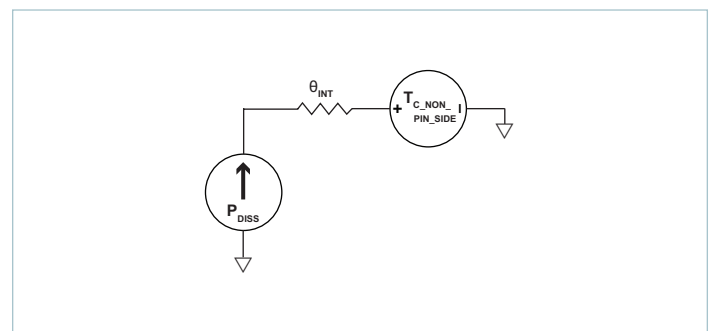 θINT
+ TC_NON_ –
PIN_SIDE
PDISS